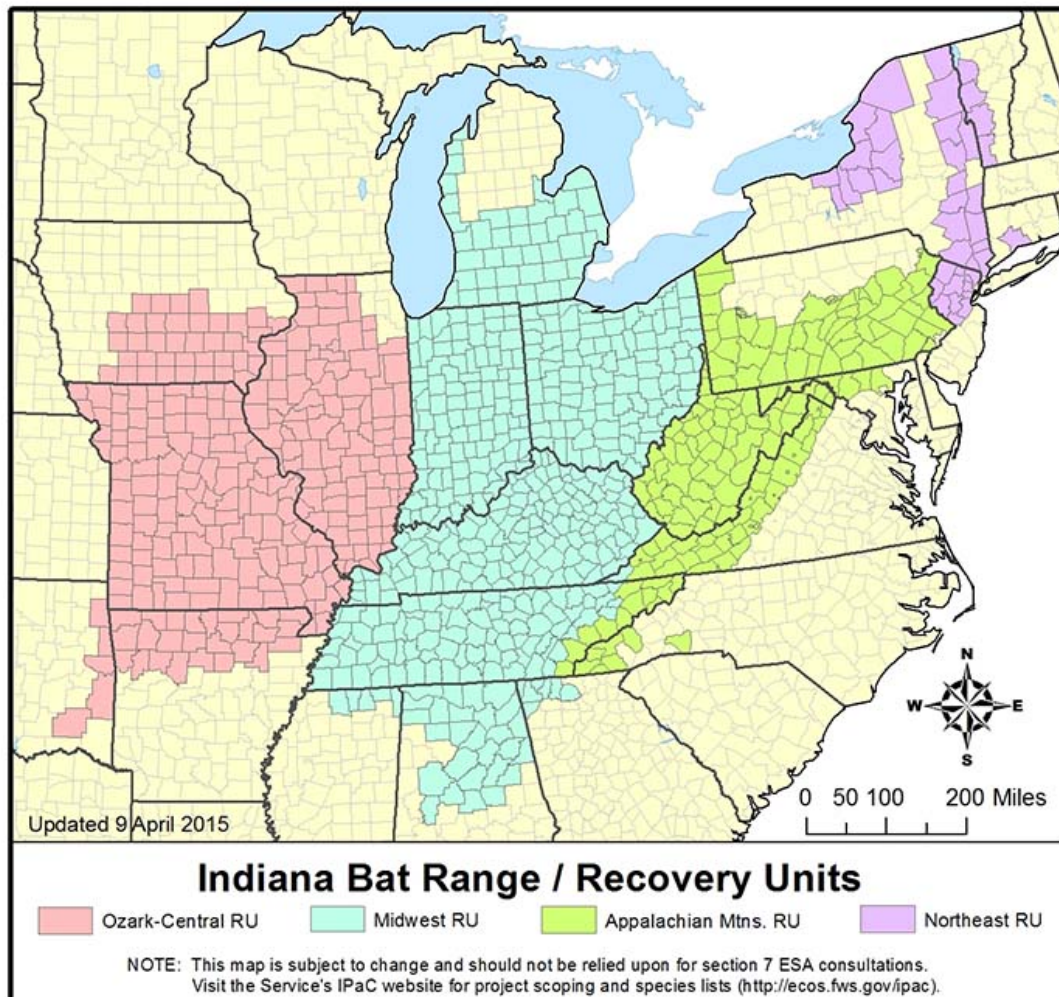 N
W E
S
0 50 100 200 Miles
Updated 9 April 2015
Indiana Bat Range / Recovery Units
Ozark-Central RU Midwest RU Appalachian Mtns. RU Northeast RU
NOTE: This map is subject to change and should not be relied upon for section 7 ESA consultations.
Visit the Service's IPaC website for project scoping and species lists (http://ecos.fws.gov/ipac).